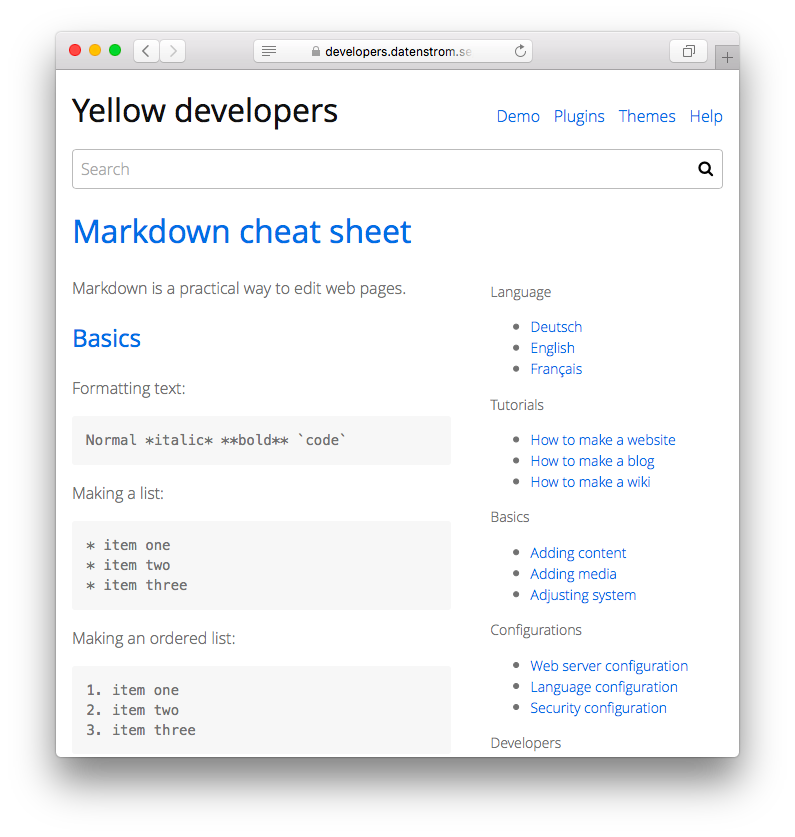 developers.datenstrom.se
Yellow developers
Demo Plugins Themes Help
Search
Markdown cheat sheet
Markdown is a practical way to edit web pages.
Basics
Formatting text:
Normal *italic* **bold** `code`
Making a list:
* item one
* item two
* item three
Making an ordered list:
1. item one
2. item two
3. item three
Language
• Deutsch
• English
• Français
Tutorials
• How to make a website
• How to make a blog
• How to make a wiki
Basics
• Adding content
• Adding media
• Adjusting system
Configurations
• Web server configuration
• Language configuration
• Security configuration
Developers